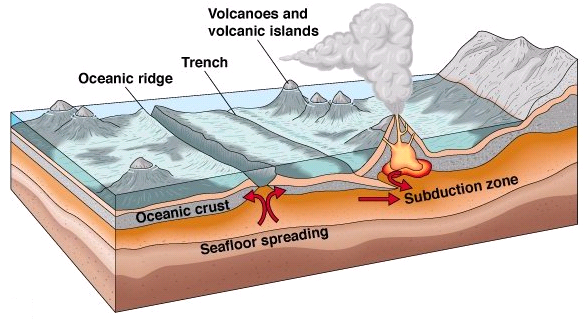 Volcanoes and
volcanic islands
Trench
Oceanic ridge
Oceanic crust
Subduction zone
Seafloor spreading